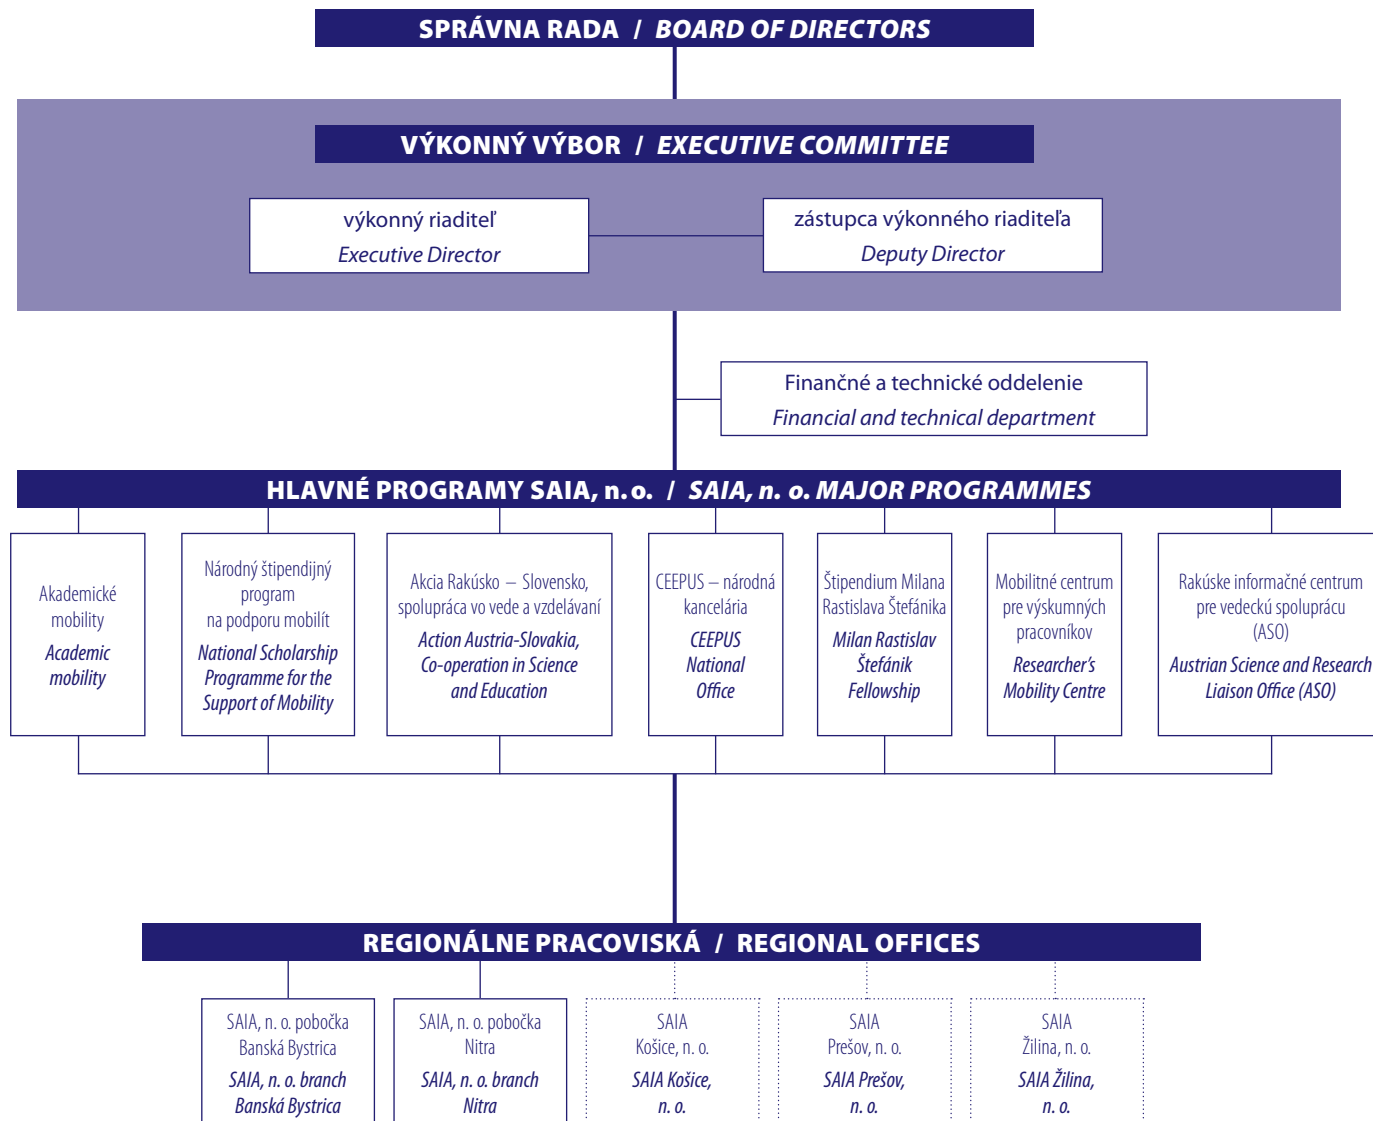 SPRÁVNA RADA / BOARD OF DIRECTORS
VÝKONNÝ VÝBOR / EXECUTIVE COMMITTEE
výkonný riaditeľ
Executive Director
zástupca výkonného riaditeľa
Deputy Director
Finančné a technické oddelenie
Financial and technical department
HLAVNÉ PROGRAMY SAIA, n. o. / SAIA, n. o. MAJOR PROGRAMMES
Akademické
mobility
Academic
mobility
Národný štipendijný
program
na podporu mobilít
National Scholarship
Programme for the
Support of Mobility
Akcia Rakúsko – Slovensko,
spolupráca vo vede a vzdelávaní
Action Austria-Slovakia,
Co-operation in Science
and Education
CEEPUS – národná
kancelária
CEEPUS
National
Office
Štipendium Milana
Rastislava Štefánika
Milan Rastislav
Štefánik
Fellowship
Mobilitné centrum
pre výskumných
pracovníkov
Researcher's
Mobility Centre
Rakúske informačné centrum
pre vedeckú spoluprácu
(ASO)
Austrian Science and Research
Liaison Office (ASO)
REGIONÁLNE PRACOVISKÁ / REGIONAL OFFICES
SAIA, n. o. pobočka
Banská Bystrica
SAIA, n. o. branch
Banská Bystrica
SAIA, n. o. pobočka
Nitra
SAIA, n. o. branch
Nitra
SAIA
Košice, n. o.
SAIA Košice,
n. o.
SAIA
Prešov, n. o.
SAIA Prešov,
n. o.
SAIA
Žilina, n. o.
SAIA Žilina,
n. o.